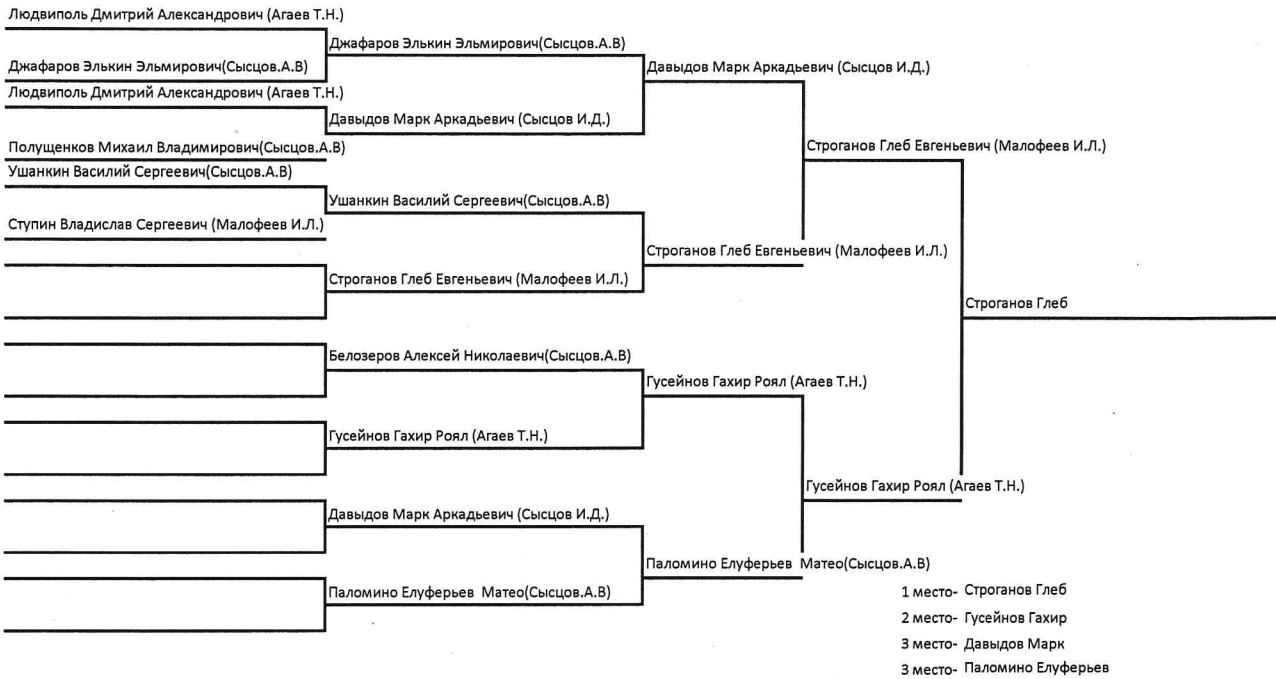 Людвиполь Дмитрий Александрович (Агаев Т.Н.)
Джафаров Элькин Эльмирович(Сысцов.А.В)
Джафаров Элькин Эльмирович(Сысцов.А.В)
Давыдов Марк Аркадьевич (Сысцов И.Д.)
Людвиполь Дмитрий Александрович (Агаев Т.Н.)
Давыдов Марк Аркадьевич (Сысцов И.Д.)
Полущенков Михаил Владимирович(Сысцов.А.В)
Строганов Глеб Евгеньевич (Малофеев И.Л.)
Ушанкин Василий Сергеевич(Сысцов.А.В)
Ушанкин Василий Сергеевич(Сысцов.А.В)
Ступин Владислав Сергеевич (Малофеев И.Л.)
Строганов Глеб Евгеньевич (Малофеев И.Л.)
Строганов Глеб Евгеньевич (Малофеев И.Л.)
Строганов Глеб
Белозеров Алексей Николаевич(Сысцов.А.В)
Гусейнов Гахир Роял (Агаев Т.Н.)
Гусейнов Гахир Роял (Агаев Т.Н.)
Гусейнов Гахир Роял (Агаев Т.Н.)
Давыдов Марк Аркадьевич (Сысцов И.Д.)
Паломино Елуферьев Матео(Сысцов.А.В)
Паломино Елуферьев Матео(Сысцов.А.В)
1 место- Строганов Глеб
2 место- Гусейнов Гахир
3 место- Давыдов Марк
3 место- Паломино Елуферьев